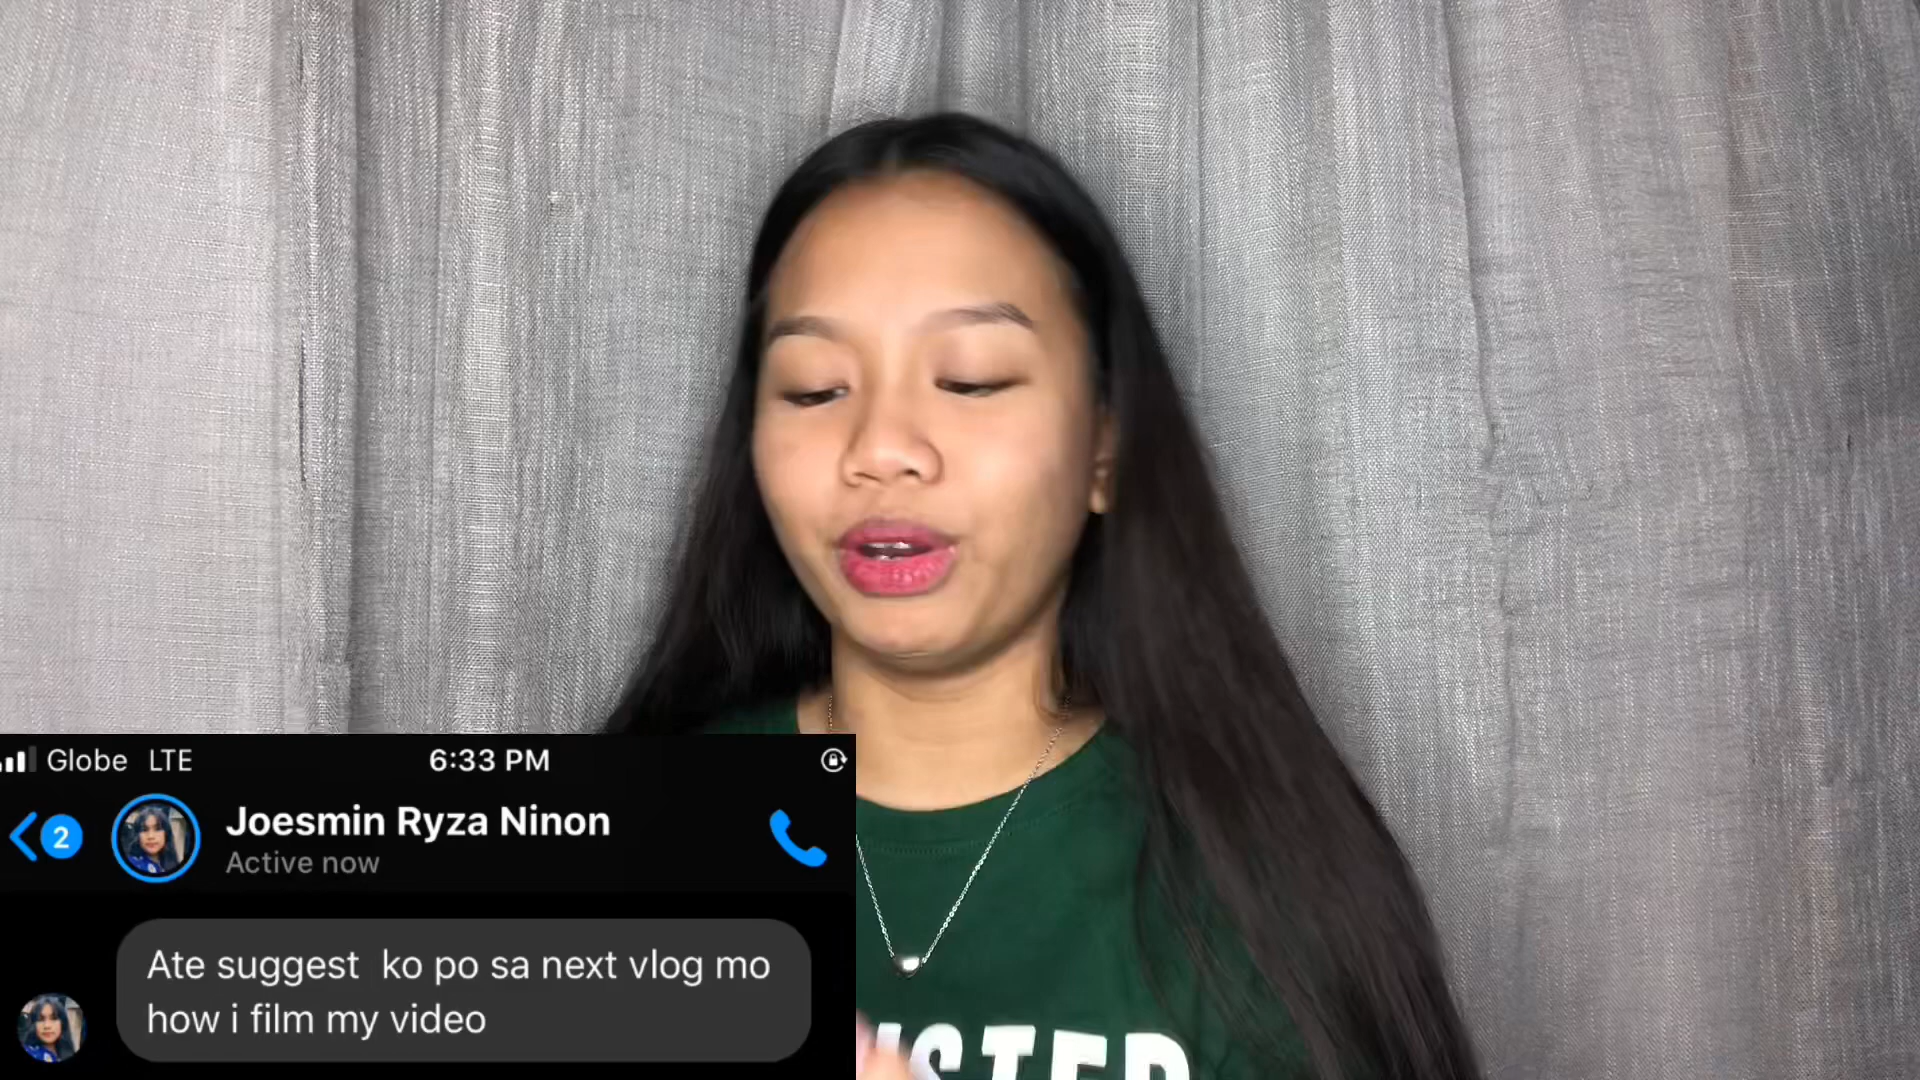 Globe LTE 6:33 PM
2 Joesmin Ryza Ninon
Active now
Ate suggest ko po sa next vlog mo
how i film my video